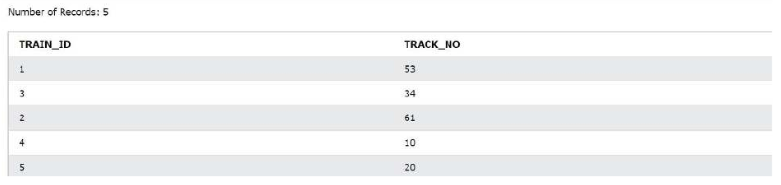 Number of Records: 5
TRAIN_ID TRACK_NO
1 53
3 34
2 61
4 10
5 20